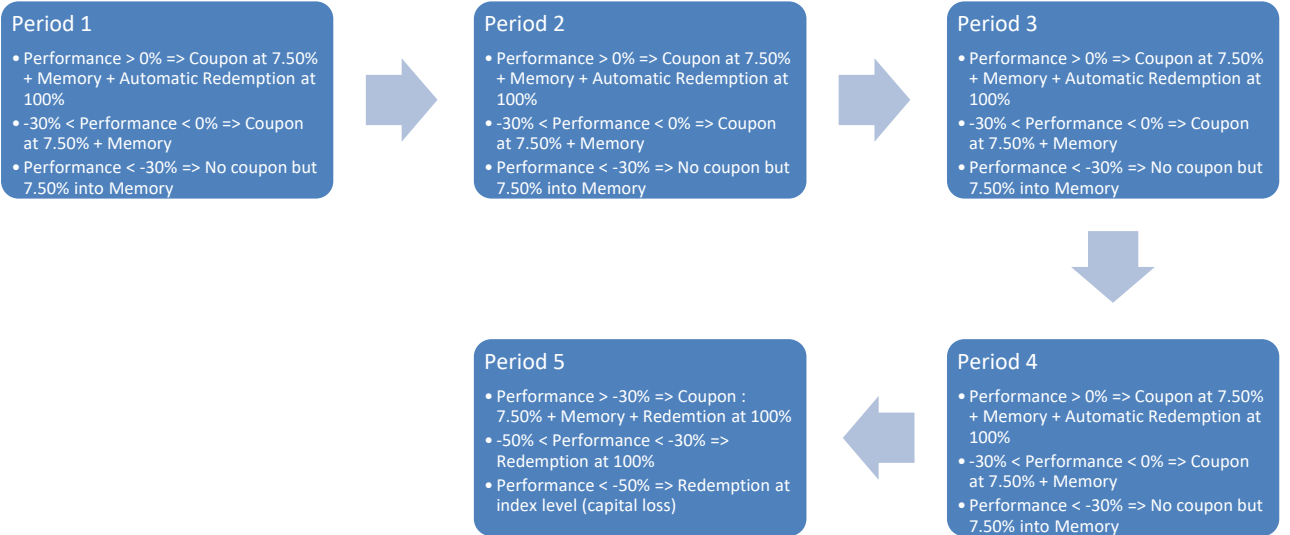 Period 1
• Performance > 0% => Coupon at 7.50%
+ Memory + Automatic Redemption at
100%
• -30% < Performance < 0% => Coupon
at 7.50% + Memory
• Performance < -30% => No coupon but
7.50% into Memory
Period 2
• Performance > 0% => Coupon at 7.50%
+ Memory + Automatic Redemption at
100%
• -30% < Performance < 0% => Coupon
at 7.50% + Memory
• Performance < -30% => No coupon but
7.50% into Memory
Period 3
• Performance > 0% => Coupon at 7.50%
+ Memory + Automatic Redemption at
100%
• -30% < Performance < 0% => Coupon
at 7.50% + Memory
• Performance < -30% => No coupon but
7.50% into Memory
Period 4
• Performance > 0% => Coupon at 7.50%
+ Memory + Automatic Redemption at
100%
• -30% < Performance < 0% => Coupon
at 7.50% + Memory
• Performance < -30% => No coupon but
7.50% into Memory
Period 5
• Performance > -30% => Coupon :
7.50% + Memory + Redemtion at 100%
• -50% < Performance < -30% =>
Redemption at 100%
• Performance < -50% => Redemption at
index level (capital loss)